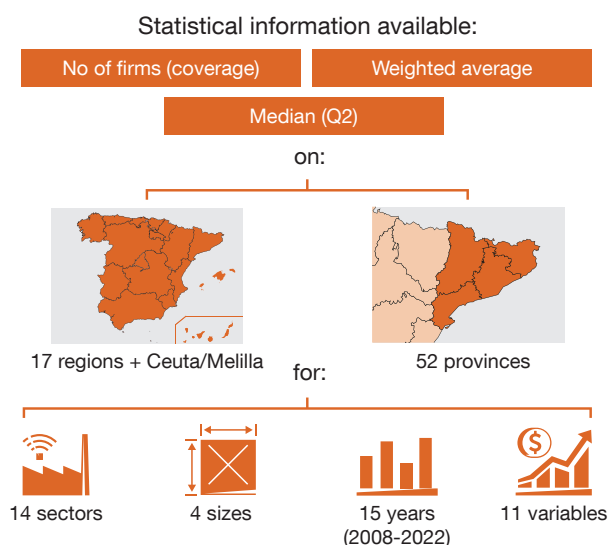 Statistical information available:
No of firms (coverage)
Weighted average
Median (Q2)
on:
17 regions + Ceuta/Melilla
52 provinces
for:
14 sectors
4 sizes
15 years
(2008-2022)
11 variables
$